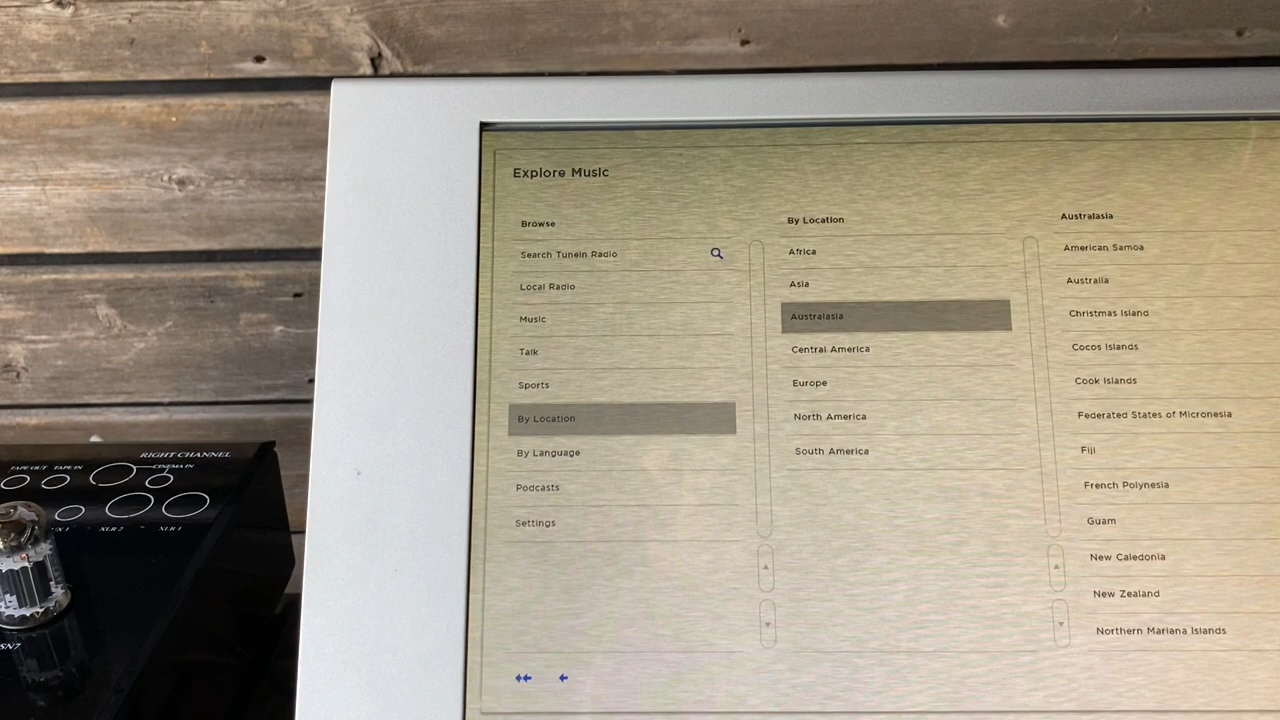 Explore Music
Browse
Search TuneIn Radio
Local Radio
Music
Talk
Sports
By Location
By Language
Podcasts
Settings
By Location
Africa
Asia
Australasia
Central America
Europe
North America
South America
Australasia
American Samoa
Australia
Christmas Island
Cocos Islands
Cook Islands
Federated States of Micronesia
Fiji
French Polynesia
Guam
New Caledonia
New Zealand
Northern Mariana Islands
RIGHT CHANNEL
TAPE OUT TAPE IN CINEMA IN
XLR 2 XLR 1
SN7